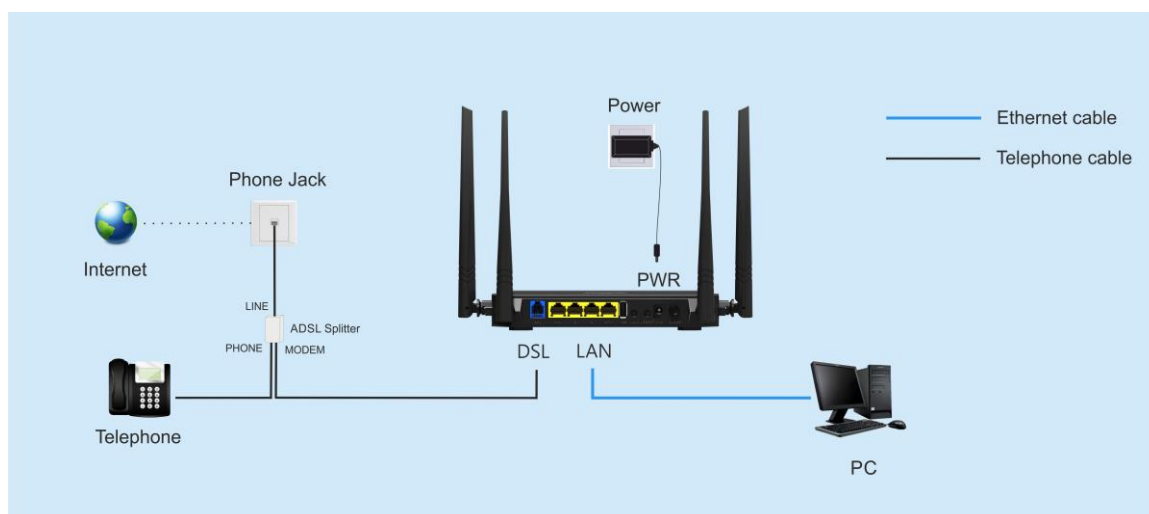 Power
Ethernet cable
Telephone cable
Phone Jack
Internet
PWR
LINE
ADSL Splitter
PHONE
MODEM
DSL
LAN
Telephone
PC